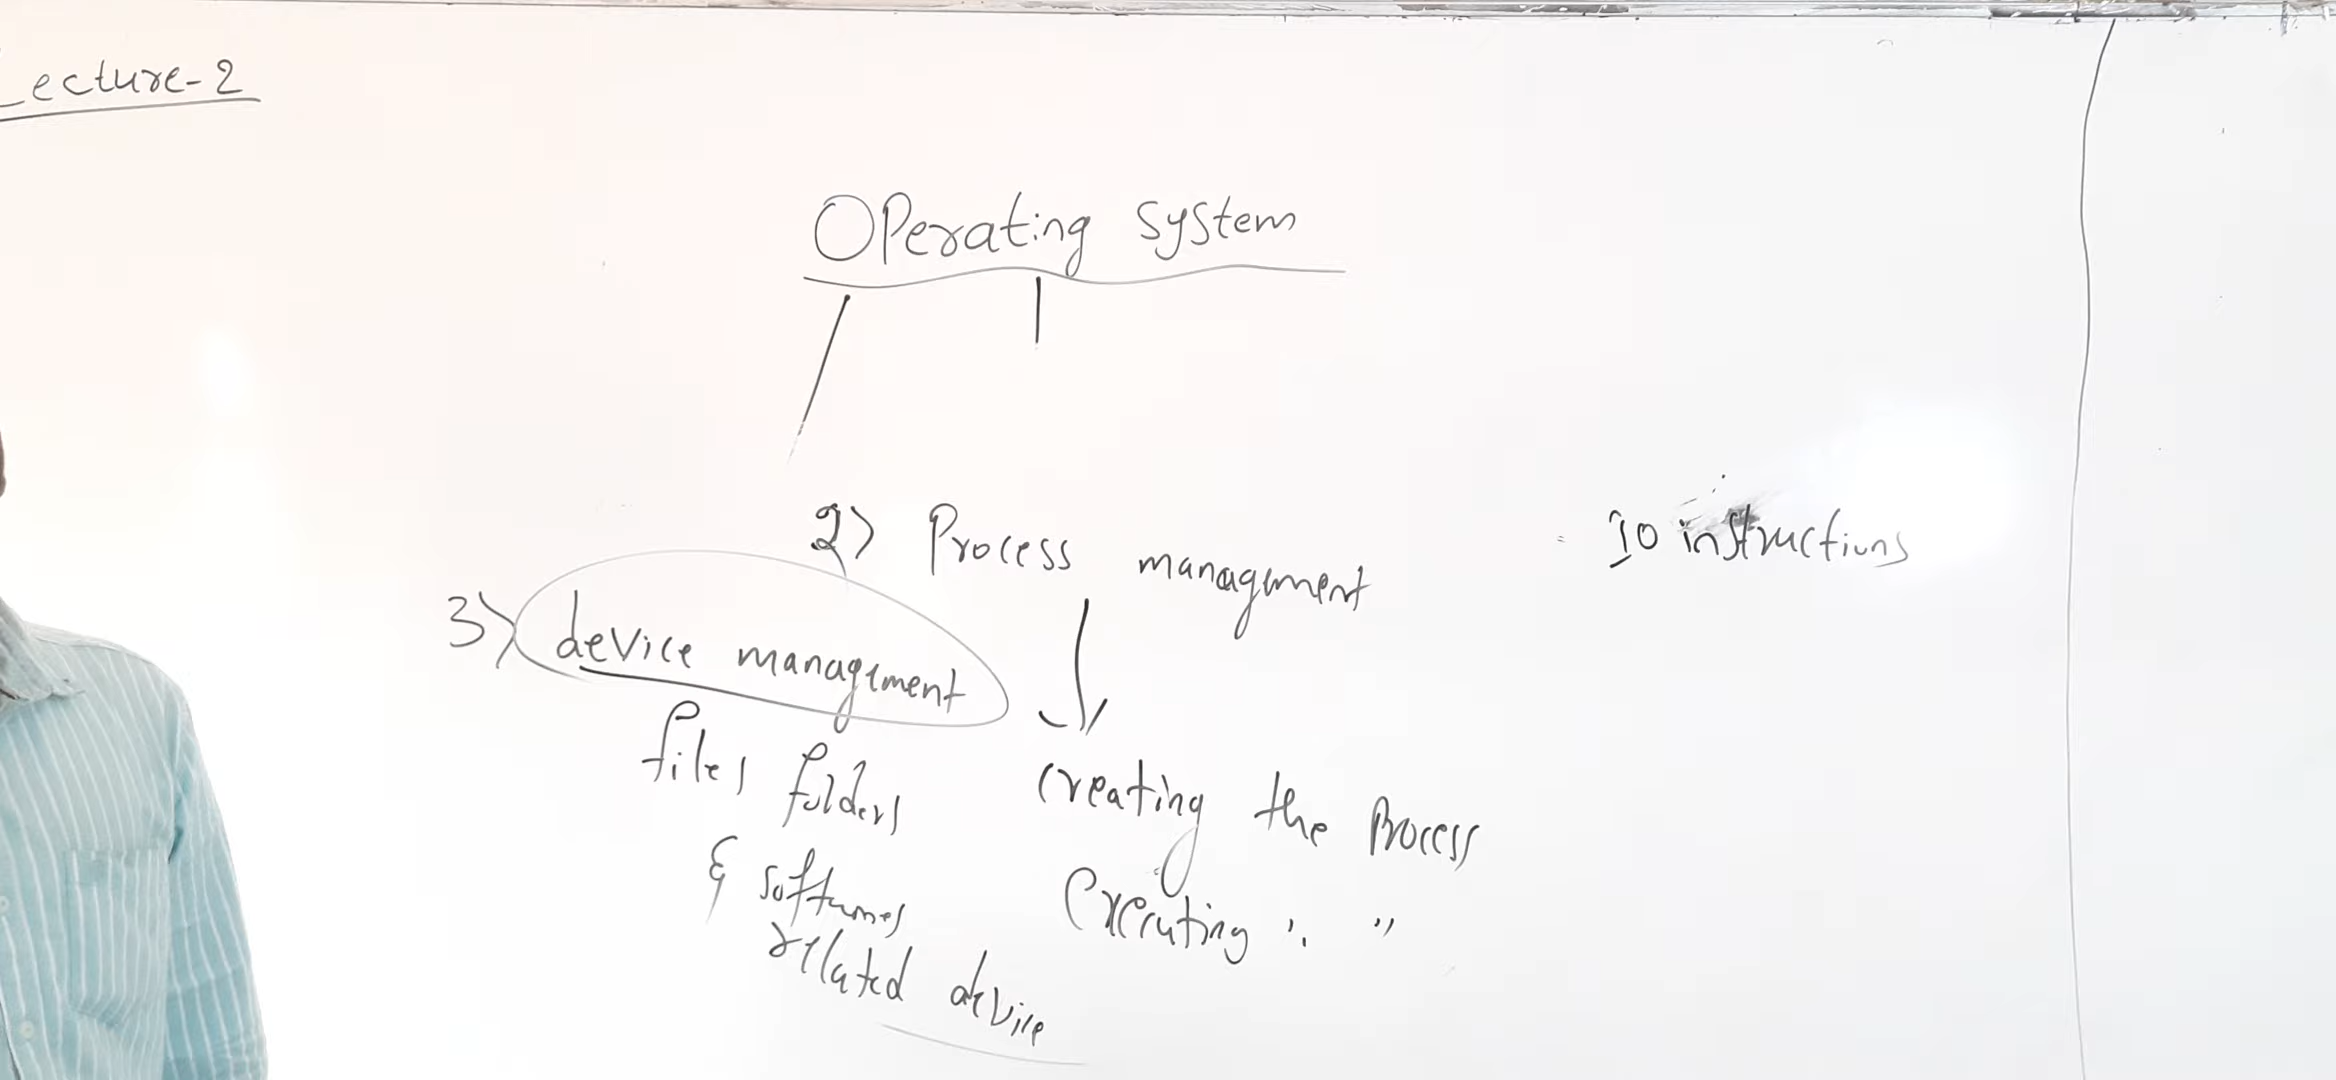 Lecture-2
Operating system
2) Process management
10 instructions
3) device management
files folders
& softwares
related device
creating the process
Executing " "